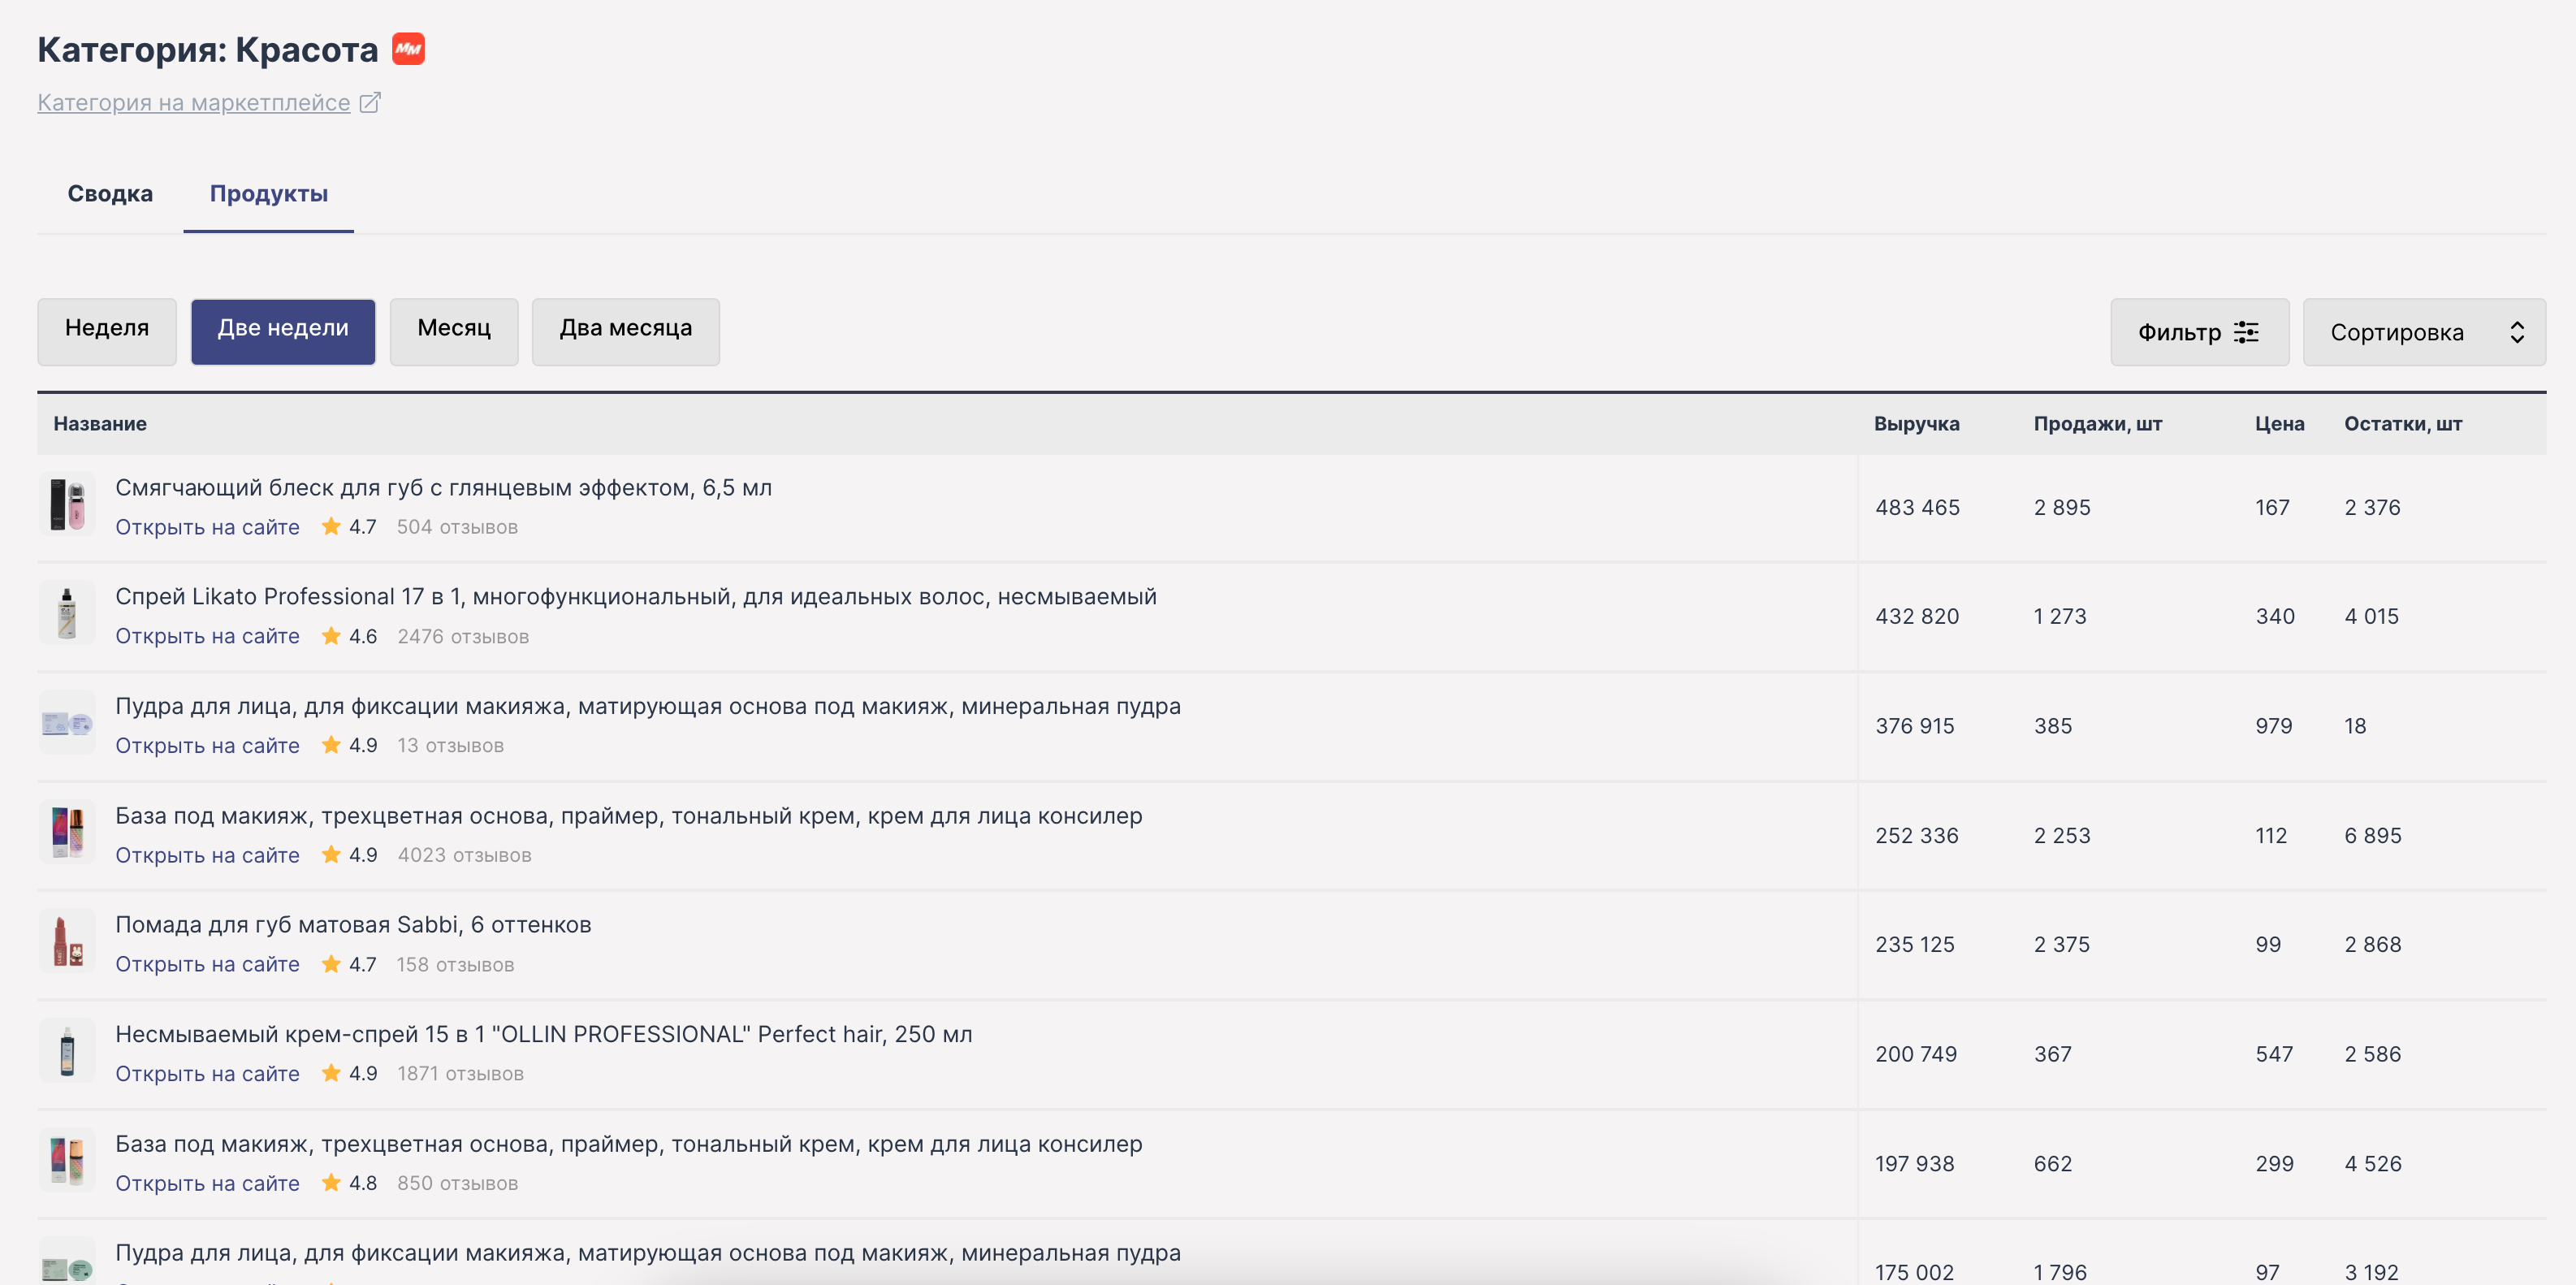 Категория: Красота MM
Категория на маркетплейсе
Сводка Продукты
Неделя Две недели Месяц Два месяца Фильтр Сортировка
Название Выручка Продажи, шт Цена Остатки, шт
Смягчающий блеск для губ с глянцевым эффектом, 6,5 мл
Открыть на сайте 4.7 504 отзывов
483 465 2 895 167 2 376
Спрей Likato Professional 17 в 1, многофункциональный, для идеальных волос, несмываемый
Открыть на сайте 4.6 2476 отзывов
432 820 1 273 340 4 015
Пудра для лица, для фиксации макияжа, матирующая основа под макияж, минеральная пудра
Открыть на сайте 4.9 13 отзывов
376 915 385 979 18
База под макияж, трехцветная основа, праймер, тональный крем, крем для лица консилер
Открыть на сайте 4.9 4023 отзывов
252 336 2 253 112 6 895
Помада для губ матовая Sabbi, 6 оттенков
Открыть на сайте 4.7 158 отзывов
235 125 2 375 99 2 868
Несмываемый крем-спрей 15 в 1 "OLLIN PROFESSIONAL" Perfect hair, 250 мл
Открыть на сайте 4.9 1871 отзывов
200 749 367 547 2 586
База под макияж, трехцветная основа, праймер, тональный крем, крем для лица консилер
Открыть на сайте 4.8 850 отзывов
197 938 662 299 4 526
Пудра для лица, для фиксации макияжа, матирующая основа под макияж, минеральная пудра
175 002 1 796 97 3 192